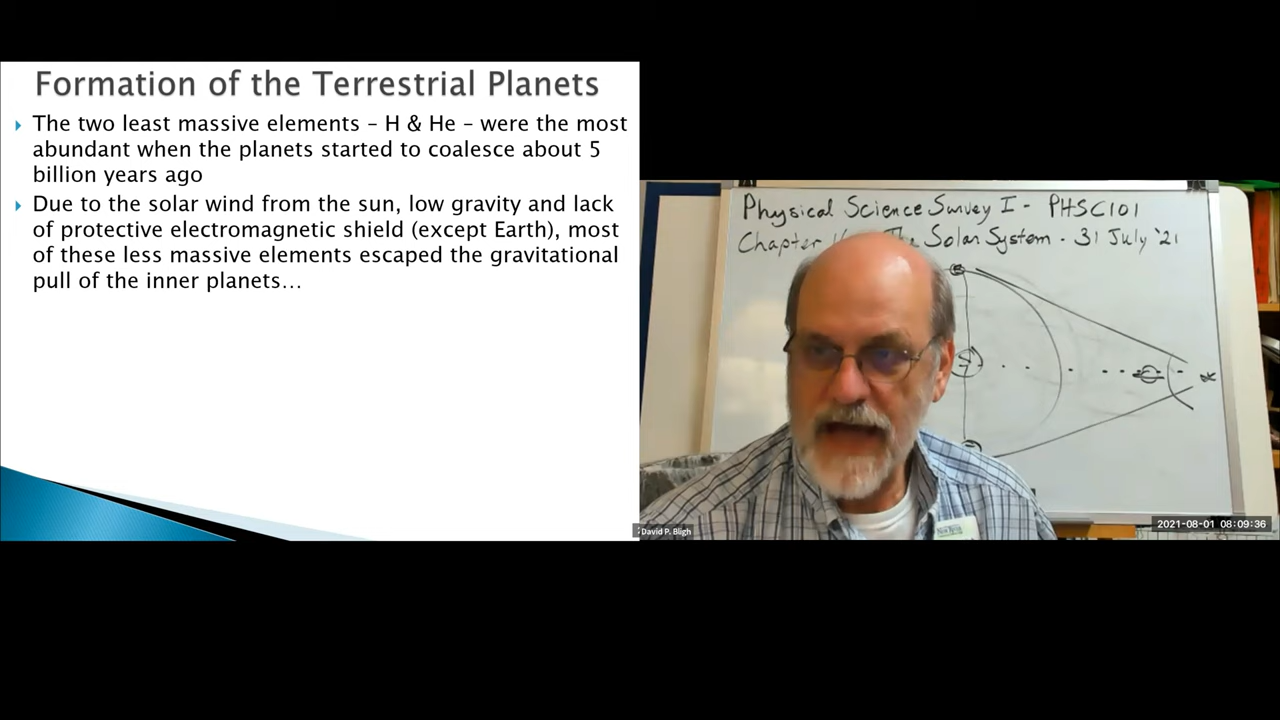 Formation of the Terrestrial Planets
The two least massive elements – H & He – were the most
abundant when the planets started to coalesce about 5
billion years ago
Due to the solar wind from the sun, low gravity and lack
of protective electromagnetic shield (except Earth), most
of these less massive elements escaped the gravitational
pull of the inner planets…
Physical Science Survey I - PHSC101
Chapter The Solar System - 31 July '21
David P. Bligh
2021-08-01 08:09:36